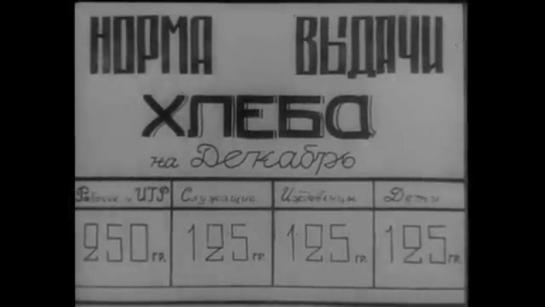 НОРМА ВЫДАЧИ
ХЛЕБА
на Декабрь
Рабочие и ИТР Служащие Иждивенцы Дети
250 гр. 125 гр. 125 гр. 125 гр.